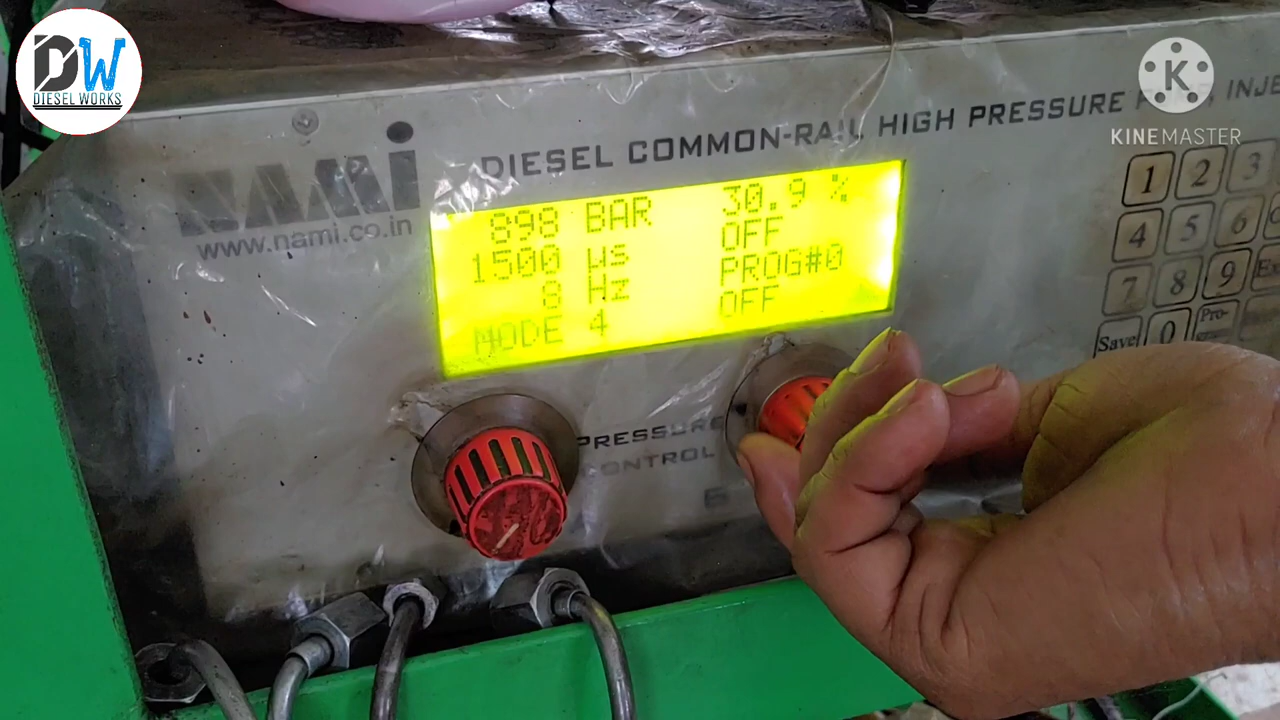 DW
DIESEL WORKS
K
KINEMASTER
DIESEL COMMON-RAIL HIGH PRESSURE
nami
www.nami.co.in
898 BAR 30.9 %
1500 µs OFF
8 Hz PROG#0
MODE 4 OFF
1 2 3
4 5 6
7 8 9
Save 0 Pro-
PRESSURE
CONTROL